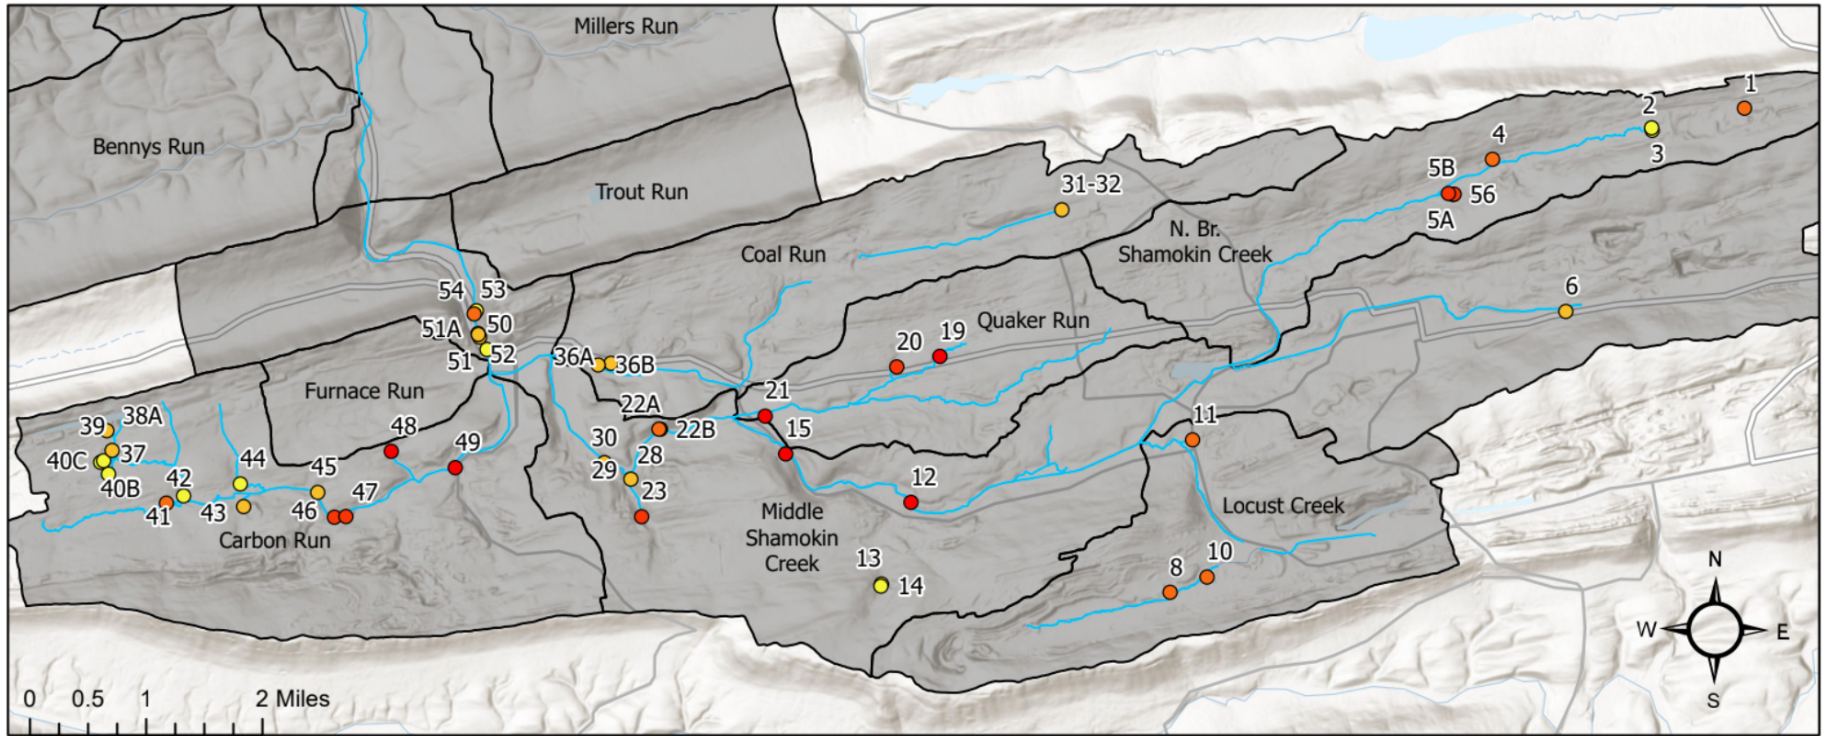 Millers Run
Bennys Run
Trout Run
1
2
3
4
5B
56
5A
31-32
N. Br.
Shamokin Creek
Coal Run
6
54
53
51A
50
51
52
36A
36B
Quaker Run
20
19
Furnace Run
39
38A
37
40C
40B
48
49
22A
22B
21
15
11
42
44
45
41
43
46
47
30
28
29
23
12
Carbon Run
Middle
Shamokin
Creek
Locust Creek
13
14
8
10
N
W
E
S
0 0.5 1 2 Miles